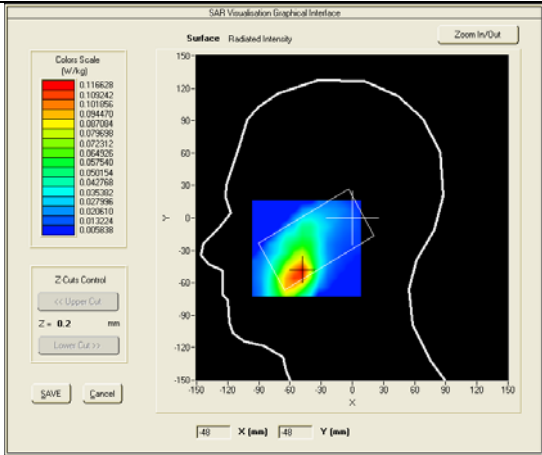 SAR Visualisation Graphical Interface
Surface Radiated Intensity
Zoom In/Out
Colors Scale
(W/kg)
0.116628
0.109242
0.101856
0.094470
0.087084
0.079698
0.072312
0.064926
0.057540
0.050154
0.042768
0.035382
0.027996
0.020610
0.013224
0.005838
Z-Cuts Control
<< Upper Cut
Z = 0.2 mm
Lower Cut >>
SAVE Cancel
150-
120-
90-
60-
30-
0-
-30-
-60-
-90-
-120-
-150-
Y
-150 -120 -90 -60 -30 0 30 60 90 120 150
X
-48 X (mm) -48 Y (mm)